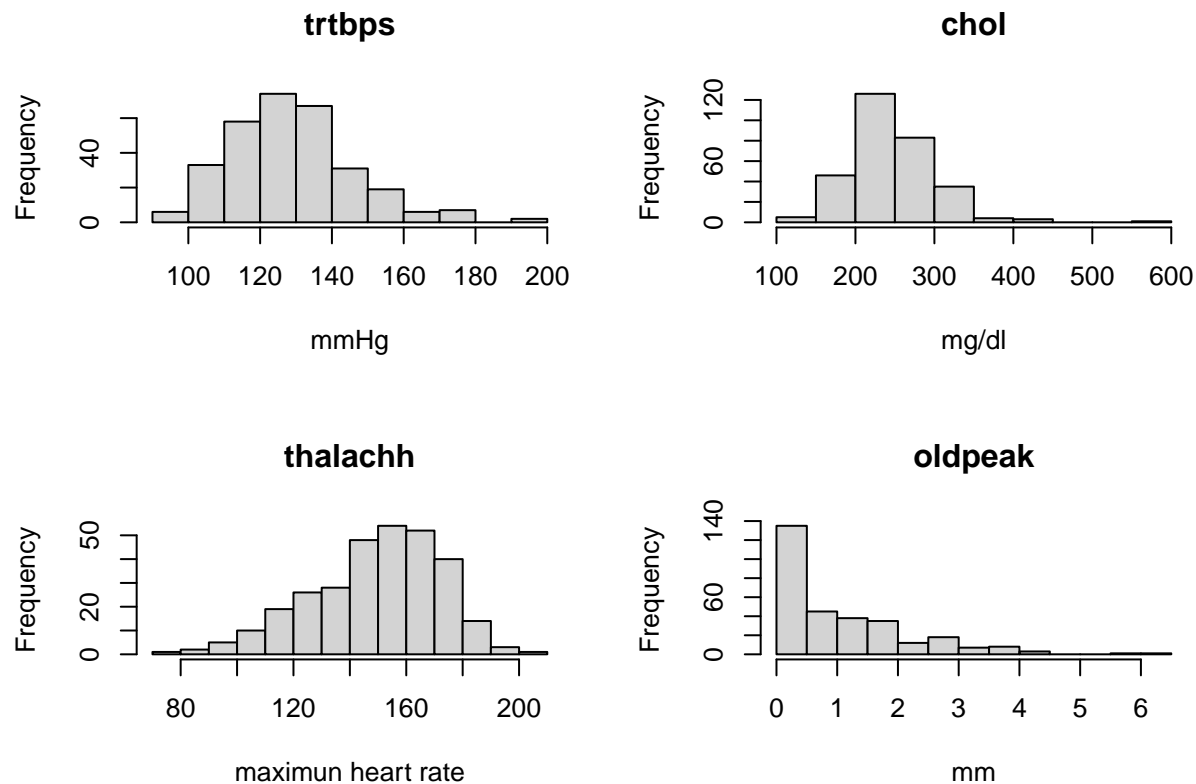 trtbps
Frequency
0 40
100 120 140 160 180 200
mmHg
chol
Frequency
0 60 120
100 200 300 400 500 600
mg/dl
thalachh
Frequency
0 20 50
80 120 160 200
maximun heart rate
oldpeak
Frequency
0 60 140
0 1 2 3 4 5 6
mm